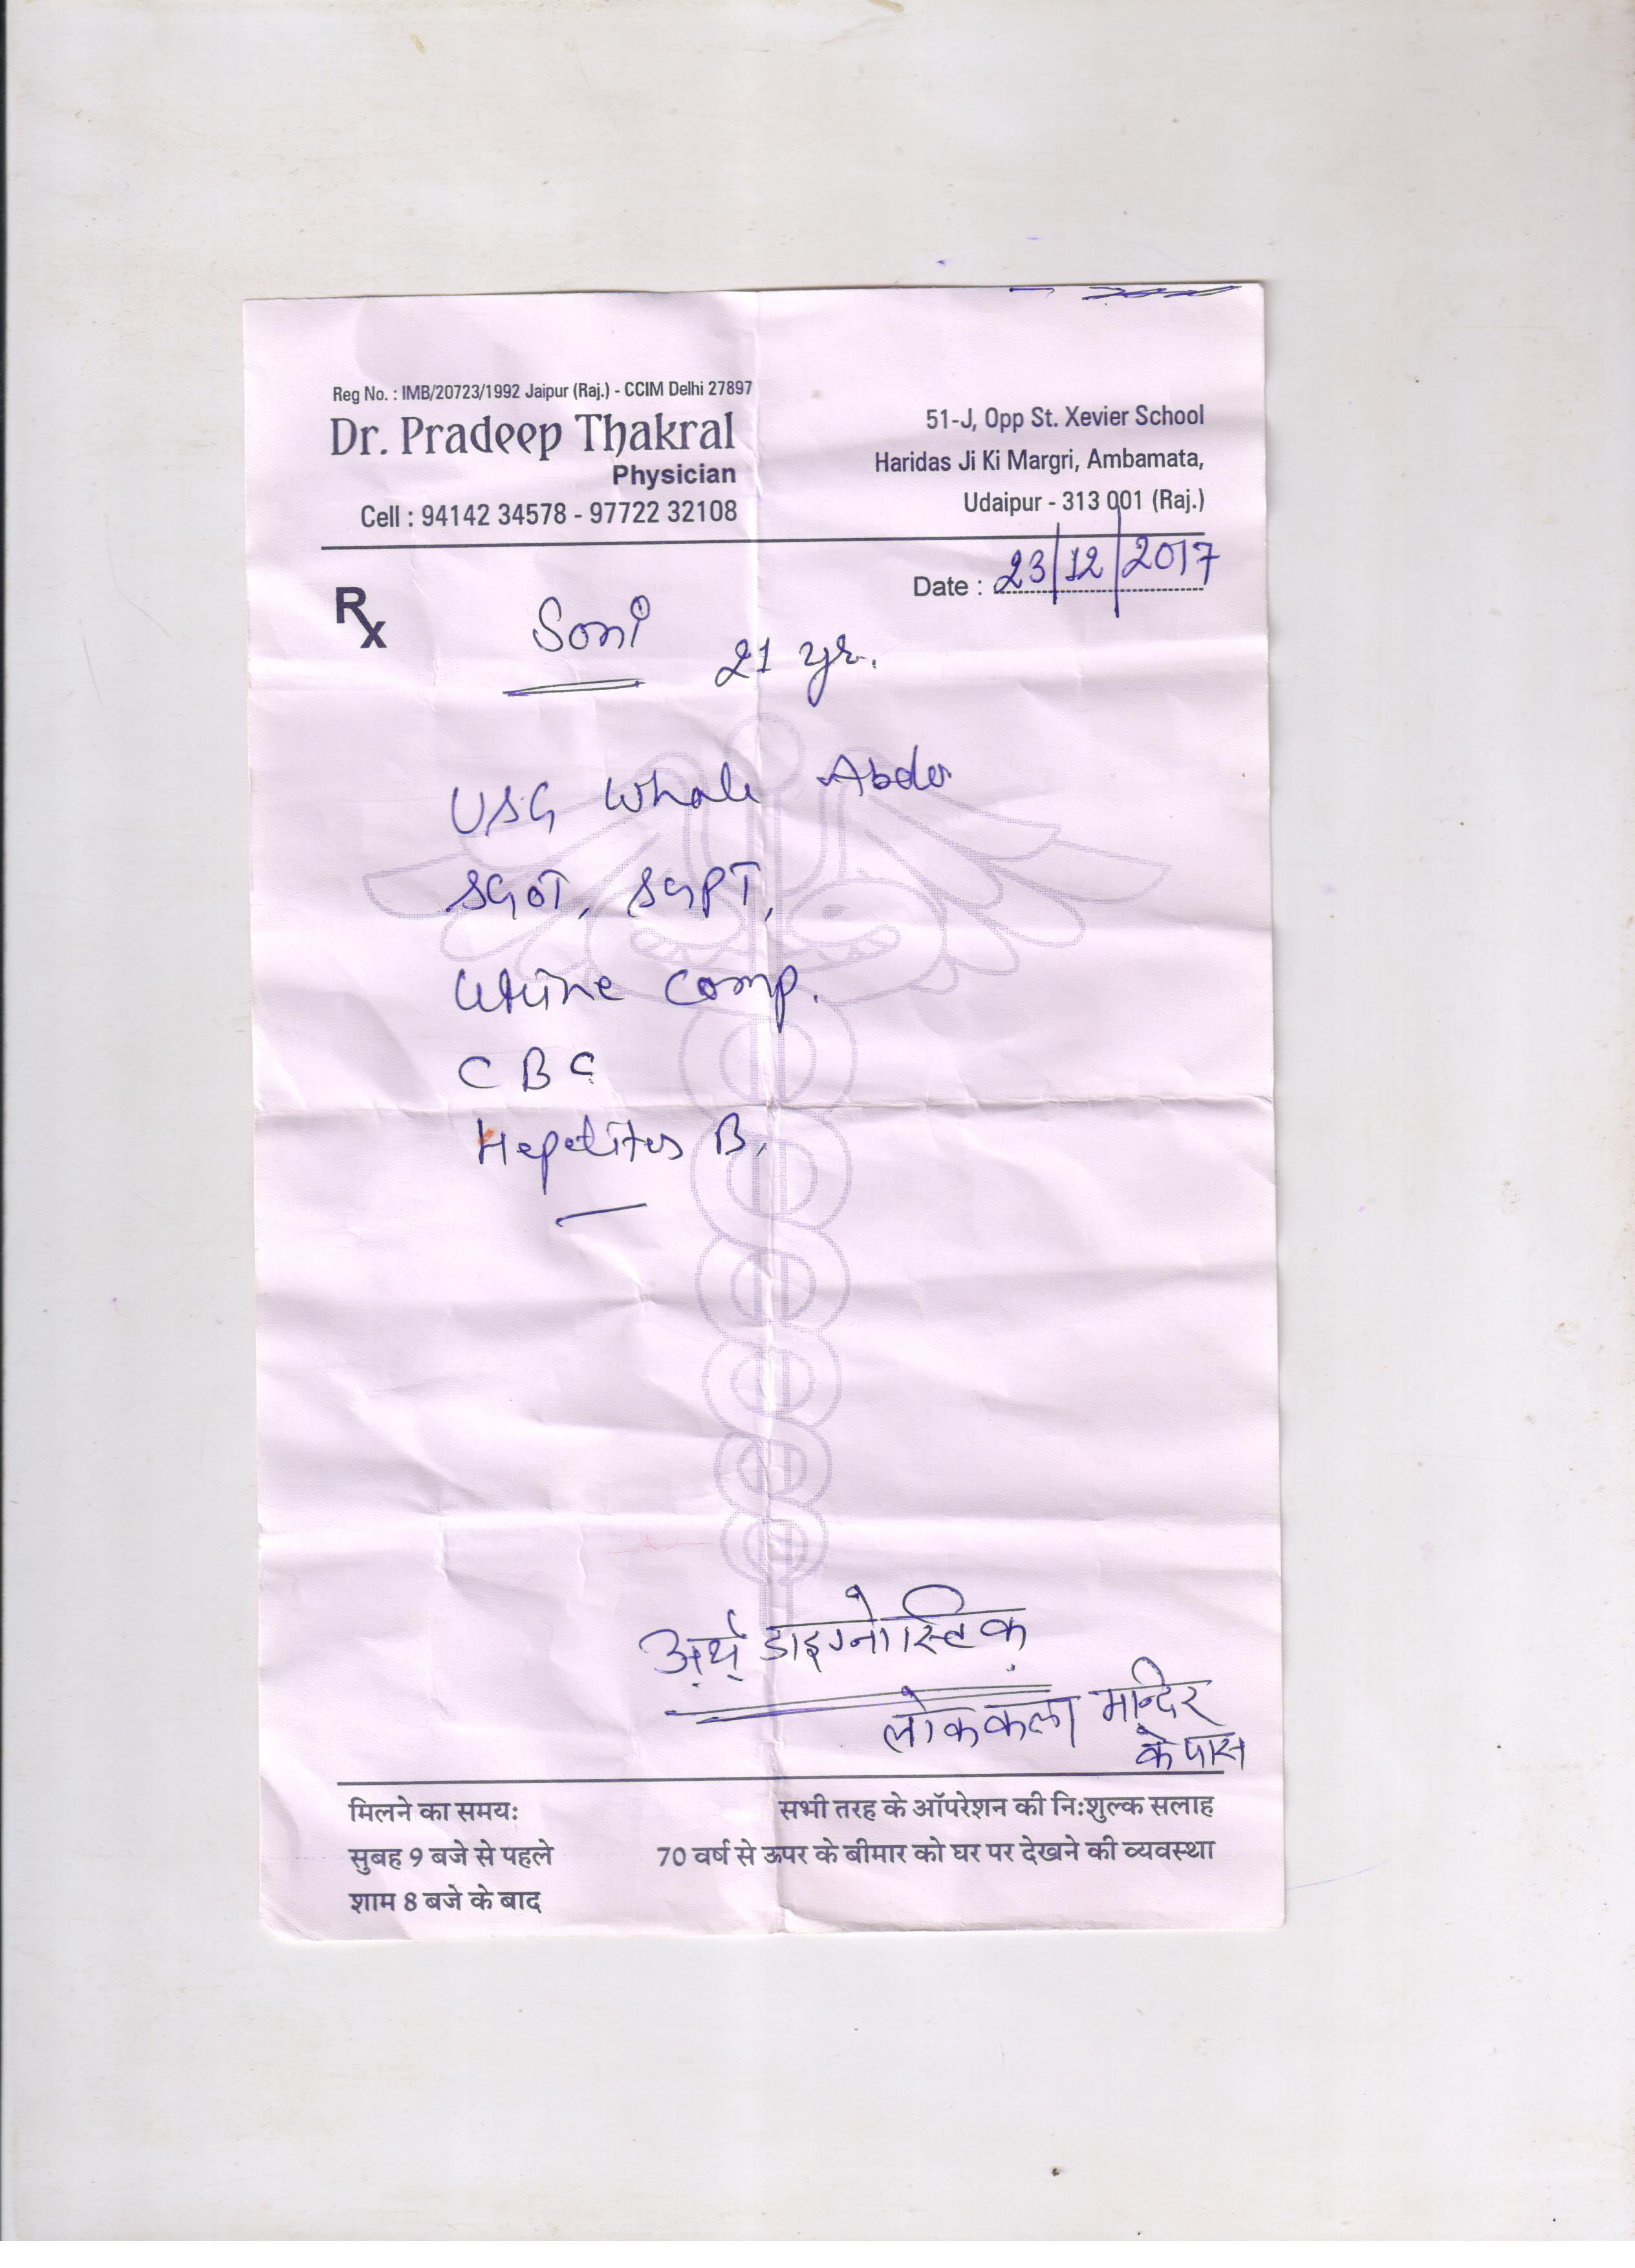 Reg No. : IMB/20723/1992 Jaipur (Raj.) - CCIM Delhi 27897
Dr. Pradeep Thakral
Physician
Cell : 94142 34578 - 97722 32108
51-J, Opp St. Xevier School
Haridas Ji Ki Margri, Ambamata,
Udaipur - 313 001 (Raj.)
Date : 23/12/2017
Rx
Soni 21 yr.
USG Whole Abdo
SGOT, SGPT,
Urine Comp.
CBC
Hepatitis B,
अर्थ डाइग्नोस्टिक
लोककला मन्दिर
के पास
मिलने का समय:
सुबह 9 बजे से पहले
शाम 8 बजे के बाद
सभी तरह के ऑपरेशन की निःशुल्क सलाह
70 वर्ष से ऊपर के बीमार को घर पर देखने की व्यवस्था